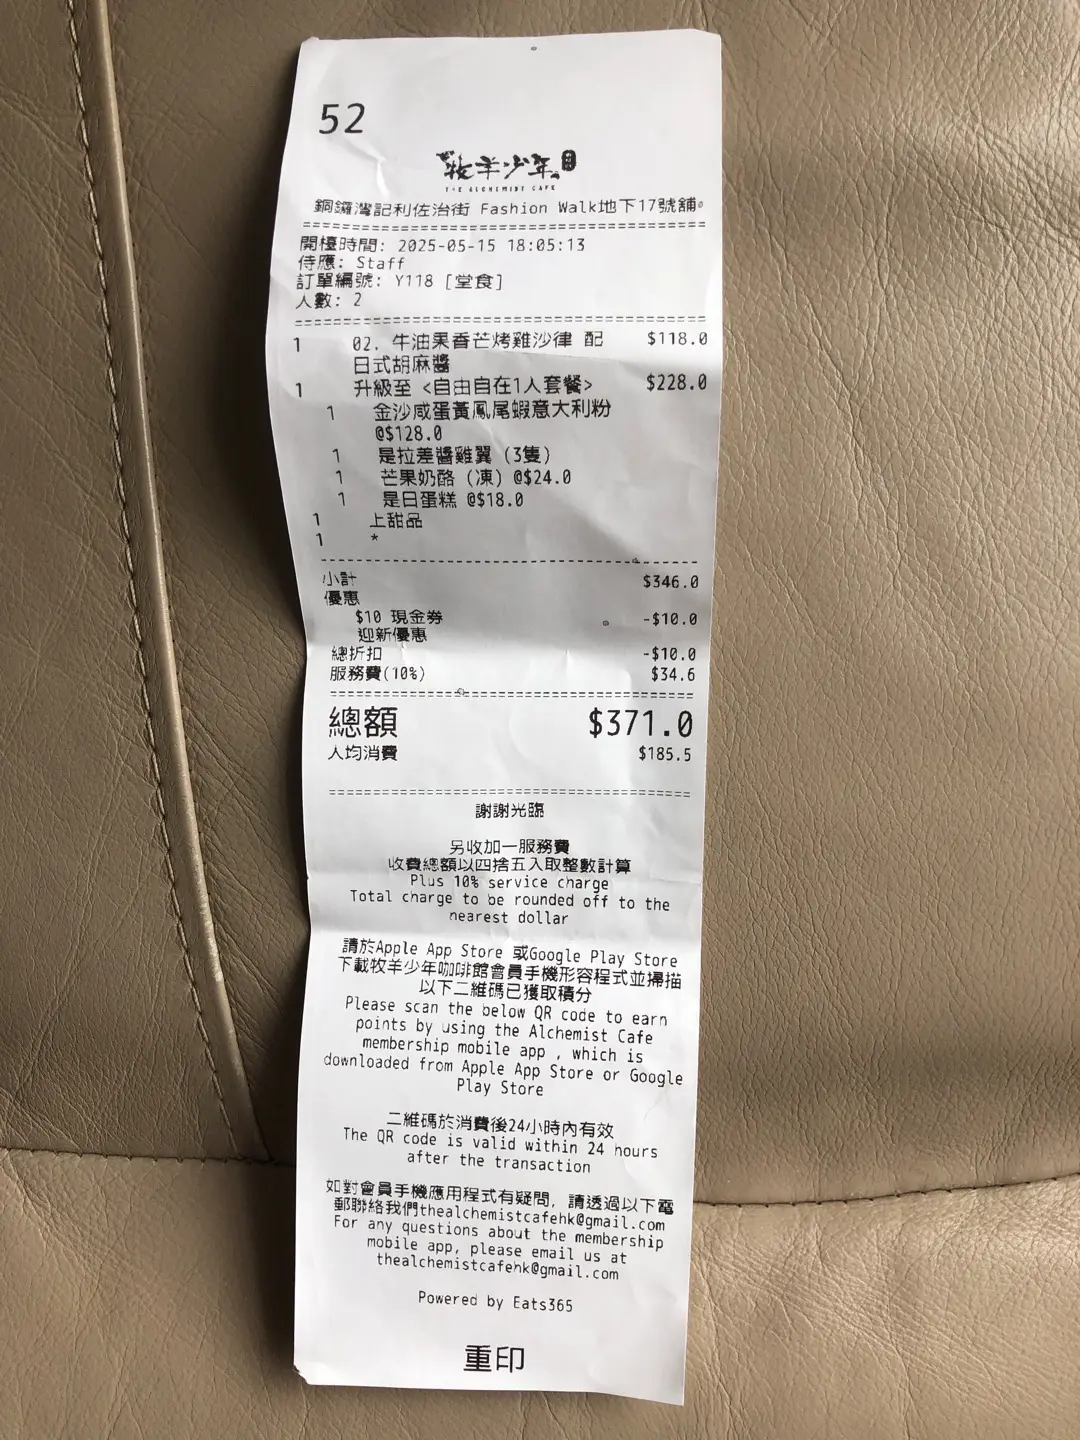 52
牧羊少年
THE ALCHEMIST CAFE
銅鑼灣記利佐治街 Fashion Walk地下17號舖。
開檯時間: 2025-05-15 18:05:13
侍應: Staff
訂單編號: Y118 [堂食]
人數: 2
1 02. 牛油果香芒烤雞沙律 配 $118.0
日式胡麻醬
1 升級至 <自由自在1人套餐> $228.0
1 金沙咸蛋黃鳳尾蝦意大利粉
@$128.0
1 是拉差醬雞翼 (3隻)
1 芒果奶酪 (凍) @$24.0
1 是日蛋糕 @$18.0
1 上甜品
1 *
小計 $346.0
優惠
$10 現金券 -$10.0
迎新優惠
總折扣 -$10.0
服務費(10%) $34.6
總額 $371.0
人均消費 $185.5
謝謝光臨
另收加一服務費
收費總額以四捨五入取整數計算
Plus 10% service charge
Total charge to be rounded off to the
nearest dollar
請於Apple App Store 或Google Play Store
下載牧羊少年咖啡館會員手機形容程式並掃描
以下二維碼已獲取積分
Please scan the below QR code to earn
points by using the Alchemist Cafe
membership mobile app , which is
downloaded from Apple App Store or Google
Play Store
二維碼於消費後24小時內有效
The QR code is valid within 24 hours
after the transaction
如對會員手機應用程式有疑問, 請透過以下電
郵聯絡我們thealchemistcafehk@gmail.com
For any questions about the membership
mobile app, please email us at
thealchemistcafehk@gmail.com
Powered by Eats365
重印